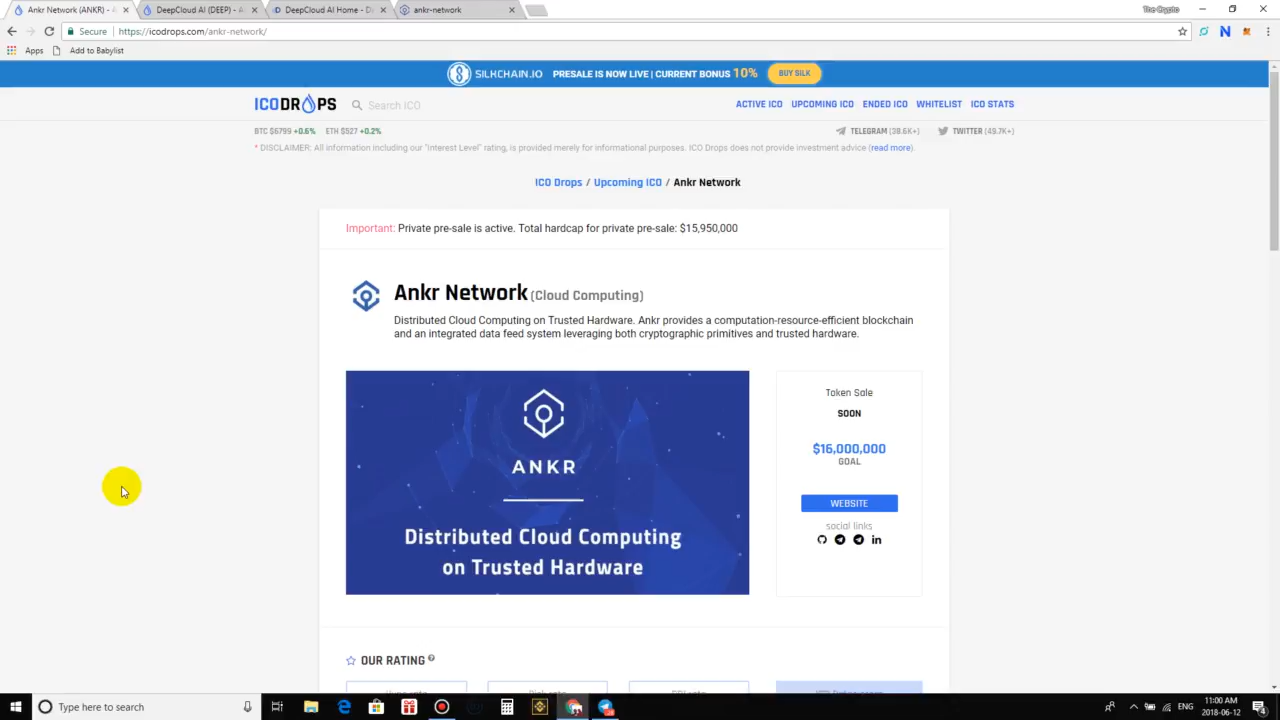 Ankr Network (ANKR) - A
DeepCloud AI (DEEP) - A
DeepCloud AI Home - D
ankr-network
The Crypto
Secure
https://icodrops.com/ankr-network/
Apps
Add to Babylist
SILKCHAIN.IO PRESALE IS NOW LIVE | CURRENT BONUS 10% BUY SILK
ICODROPS
Search ICO
ACTIVE ICO UPCOMING ICO ENDED ICO WHITELIST ICO STATS
BTC $6799 +0.6% ETH $527 +0.2%
TELEGRAM (38.6K+) TWITTER (49.7K+)
* DISCLAIMER: All information including our "Interest Level" rating, is provided merely for informational purposes. ICO Drops does not provide investment advice (read more).
ICO Drops / Upcoming ICO / Ankr Network
Important: Private pre-sale is active. Total hardcap for private pre-sale: $15,950,000
Ankr Network (Cloud Computing)
Distributed Cloud Computing on Trusted Hardware. Ankr provides a computation-resource-efficient blockchain
and an integrated data feed system leveraging both cryptographic primitives and trusted hardware.
ANKR
Distributed Cloud Computing
on Trusted Hardware
Token Sale
SOON
$16,000,000
GOAL
WEBSITE
social links
OUR RATING
Type here to search
ENG
11:00 AM
2018-06-12